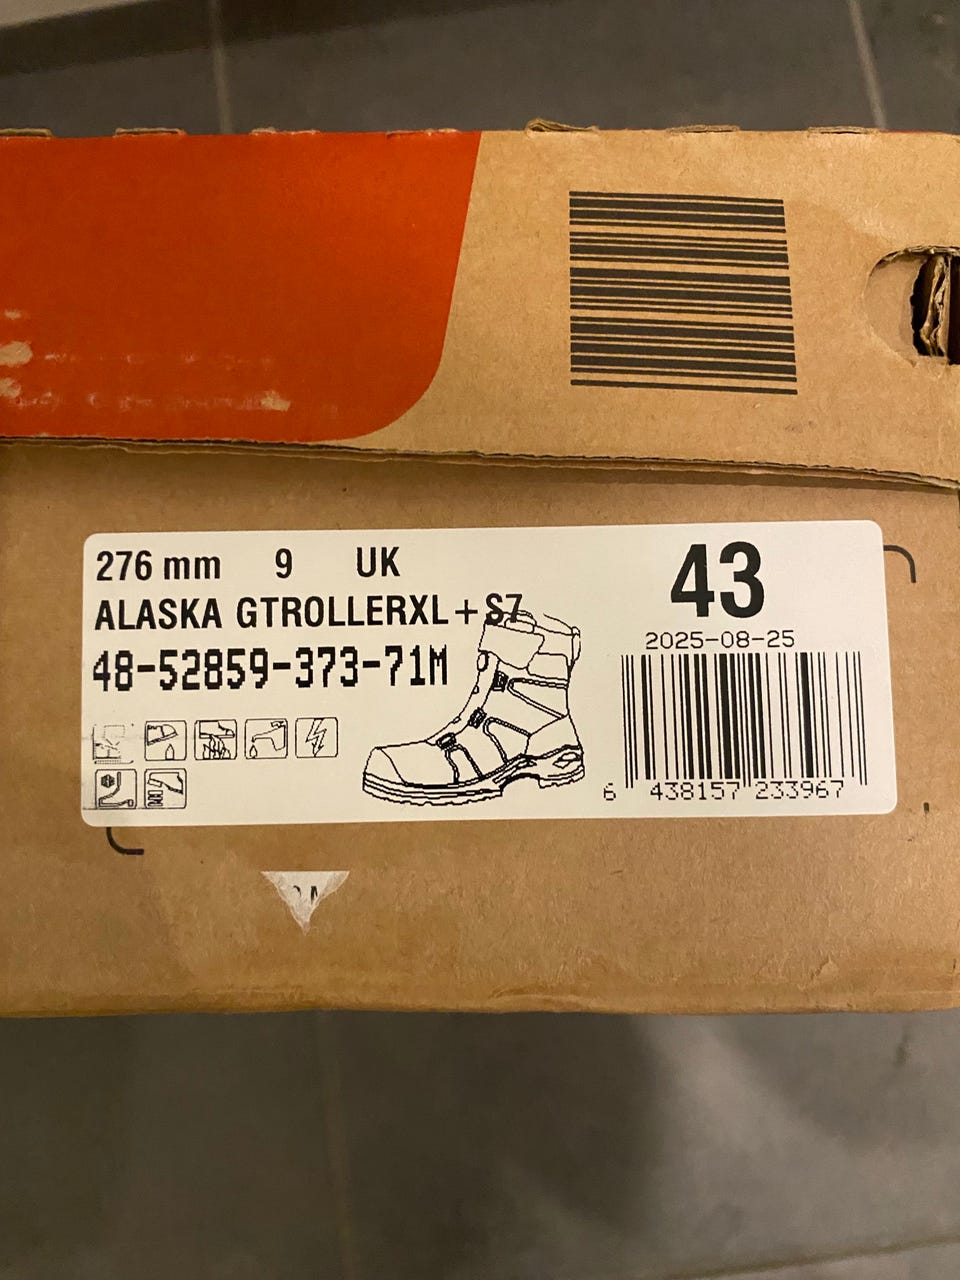 276 mm 9 UK
43
ALASKA GTROLLERXL+S7
2025-08-25
48-52859-373-71M
6 438157 233967